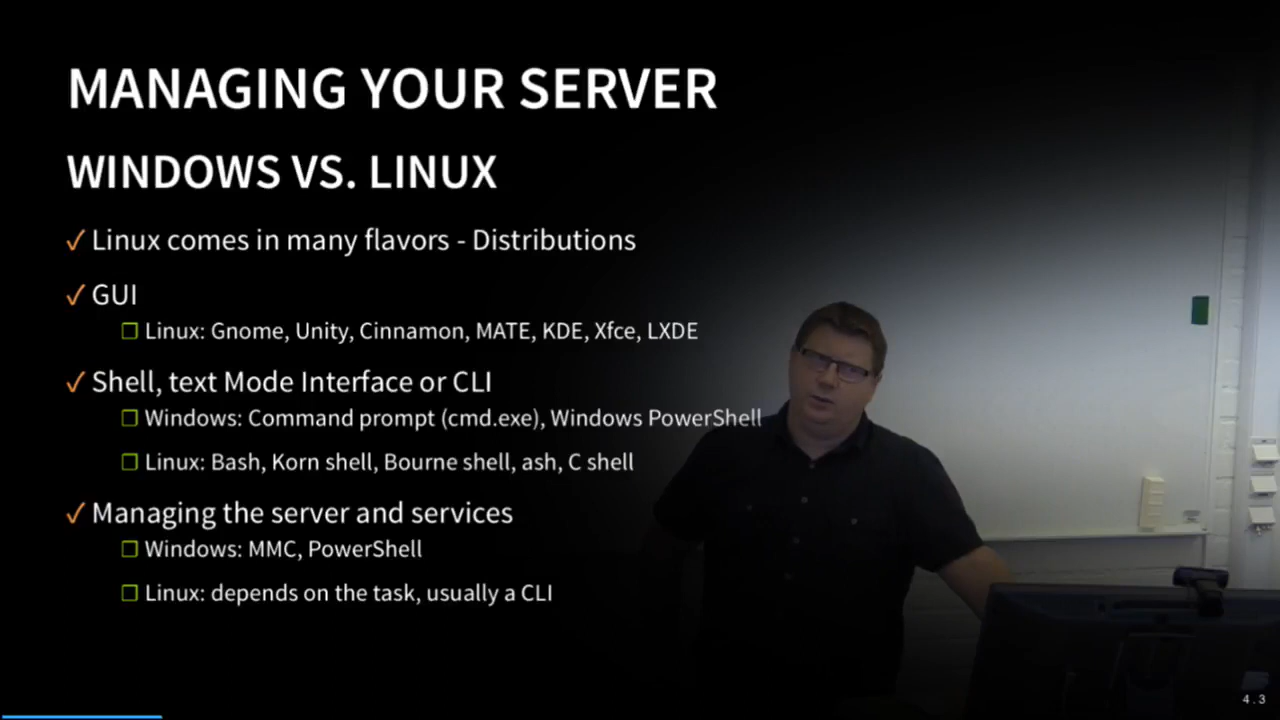 MANAGING YOUR SERVER
WINDOWS VS. LINUX
✓ Linux comes in many flavors - Distributions
✓ GUI
❒ Linux: Gnome, Unity, Cinnamon, MATE, KDE, Xfce, LXDE
✓ Shell, text Mode Interface or CLI
❒ Windows: Command prompt (cmd.exe), Windows PowerShell
❒ Linux: Bash, Korn shell, Bourne shell, ash, C shell
✓ Managing the server and services
❒ Windows: MMC, PowerShell
❒ Linux: depends on the task, usually a CLI
4.3